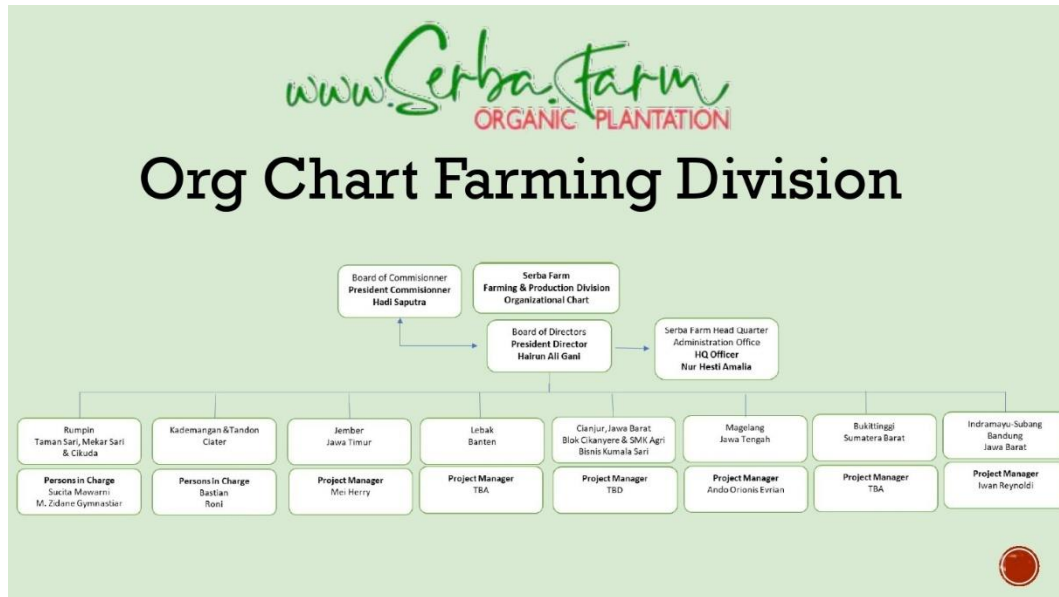 www.Serba.Farm
ORGANIC PLANTATION
Org Chart Farming Division
Board of Commisionner
President Commisionner
Hadi Saputra
Serba Farm
Farming & Production Division
Organizational Chart
Board of Directors
President Director
Hairun Ali Gani
Serba Farm Head Quarter
Administration Office
HQ Officer
Nur Hesti Amalia
Rumpin
Taman Sari, Mekar Sari
& Cikuda
Kademangan &Tandon
Ciater
Jember
Jawa Timur
Lebak
Banten
Cianjur, Jawa Barat
Blok Cikanyere & SMK Agri
Bisnis Kumala Sari
Magelang
Jawa Tengah
Bukittinggi
Sumatera Barat
Indramayu-Subang
Bandung
Jawa Barat
Persons in Charge
Sucita Mawarni
M. Zidane Gymnastiar
Persons in Charge
Bastian
Roni
Project Manager
Mei Herry
Project Manager
TBA
Project Manager
TBD
Project Manager
Ando Orionis Evrian
Project Manager
TBA
Project Manager
Iwan Reynoldi